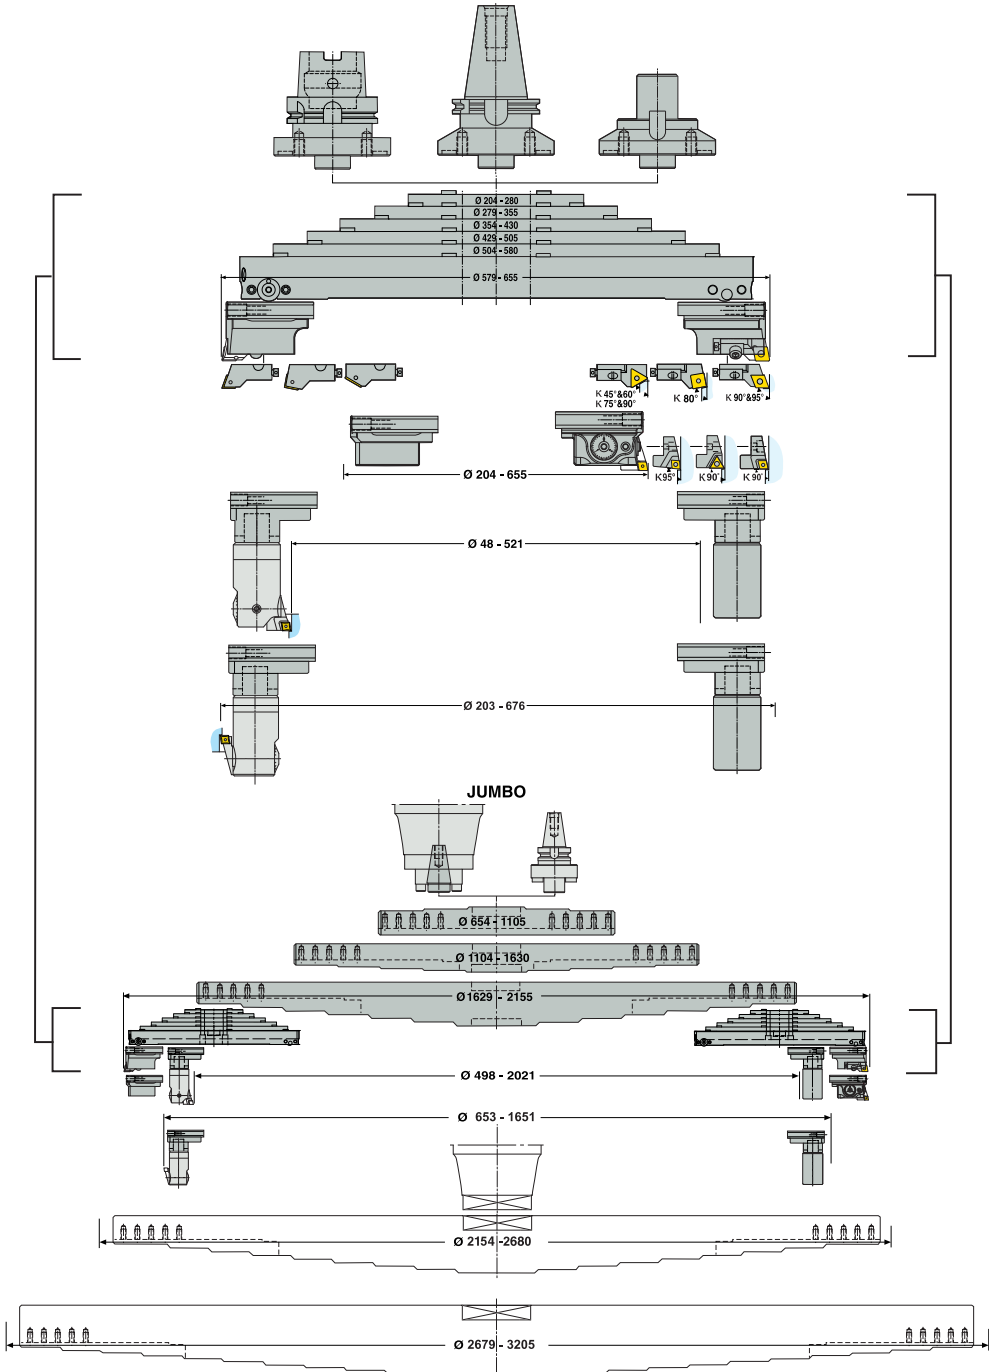 Ø 204 - 280
Ø 279 - 355
Ø 354 - 430
Ø 429 - 505
Ø 504 - 580
Ø 579 - 655
K 45°&60°
K 75°&90°
K 80°
K 90°&95°
Ø 204 - 655
K95°
K90°
K 90°
Ø 48 - 521
Ø 203 - 676
JUMBO
Ø 654 - 1105
Ø 1104 - 1630
Ø1629 - 2155
Ø 498 - 2021
Ø 653 - 1651
Ø 2154 -2680
Ø 2679 - 3205